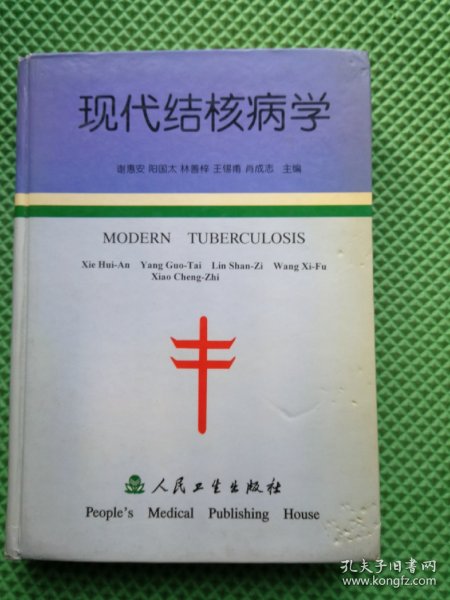 现代结核病学
谢惠安 阳国太 林善梓 王锡甫 肖成志 主编
MODERN TUBERCULOSIS
Xie Hui-An Yang Guo-Tai Lin Shan-Zi Wang Xi-Fu
Xiao Cheng-Zhi
人民卫生出版社
People's Medical Publishing House
孔夫子旧书网
www.kongfz.com